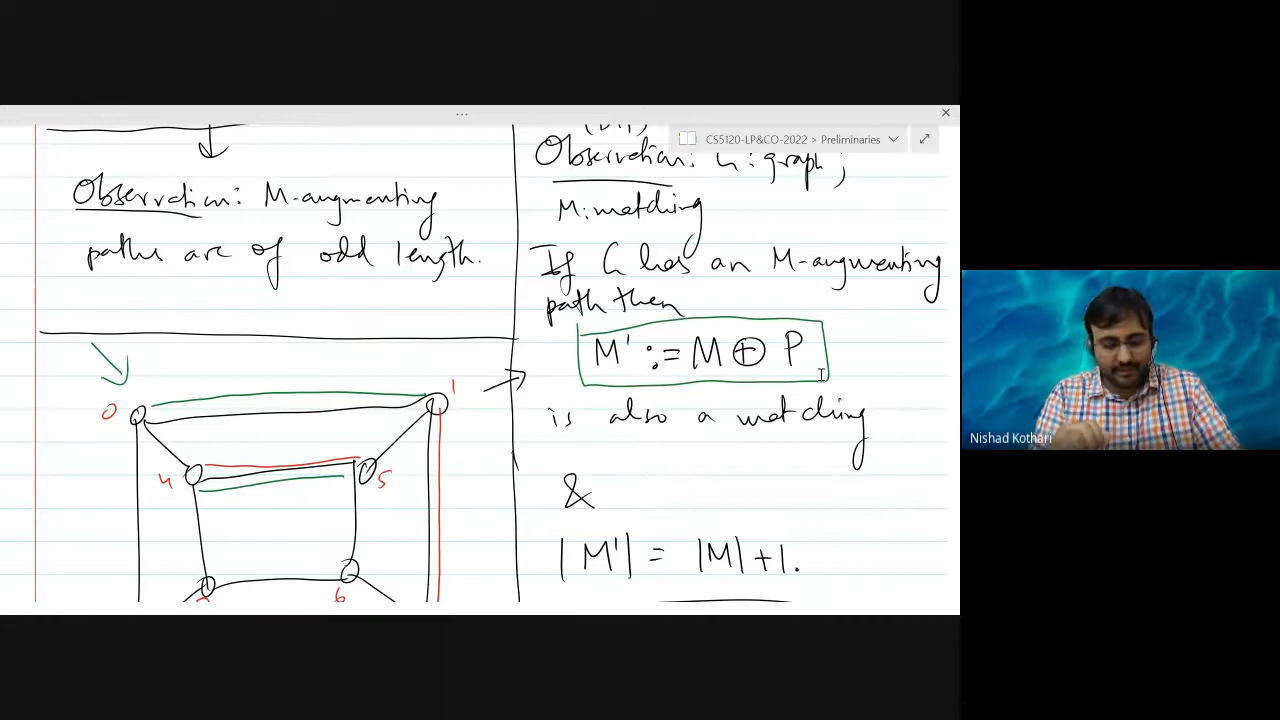 CS5120-LP&CO-2022 > Preliminaries
Observation: M-augmenting
paths are of odd length.
0
1
4
5
6
Observation: G: graph;
M: matching
If G has an M-augmenting
path then
M' := M ⊕ P
is also a matching
&
|M'| = |M|+1.
Nishad Kothari